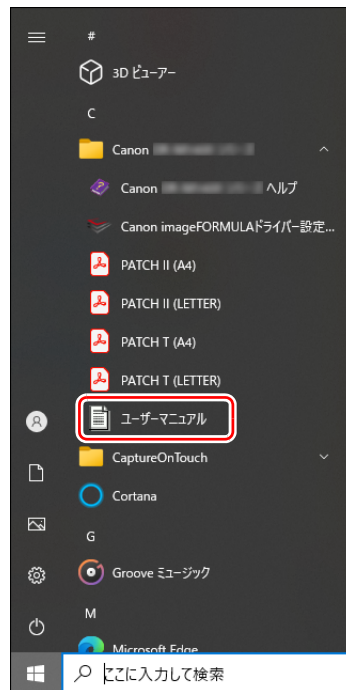 #
3D ビューアー
C
Canon
Canon ヘルプ
Canon imageFORMULAドライバー設定...
PATCH II (A4)
PATCH II (LETTER)
PATCH T (A4)
PATCH T (LETTER)
ユーザーマニュアル
CaptureOnTouch
Cortana
G
Groove ミュージック
M
Microsoft Edge
ここに入力して検索